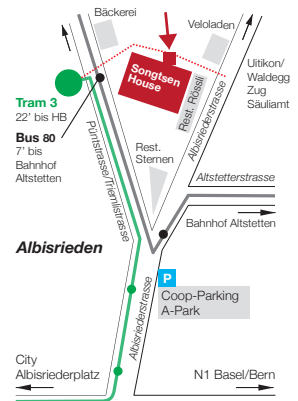 Bäckerei
Veloladen
Songtsen
House
Uitikon/
Waldegg
Zug
Säuliamt
Tram 3
22’ bis HB
Bus 80
7’ bis
Bahnhof
Altstetten
Rest. Rössli
Albisriederstrasse
Püntstrasse/Triemlistrasse
Rest.
Sternen
Altstetterstrasse
Bahnhof Altstetten
Albisrieden
P
Coop-Parking
A-Park
Albisriederstrasse
City
Albisriederplatz
N1 Basel/Bern